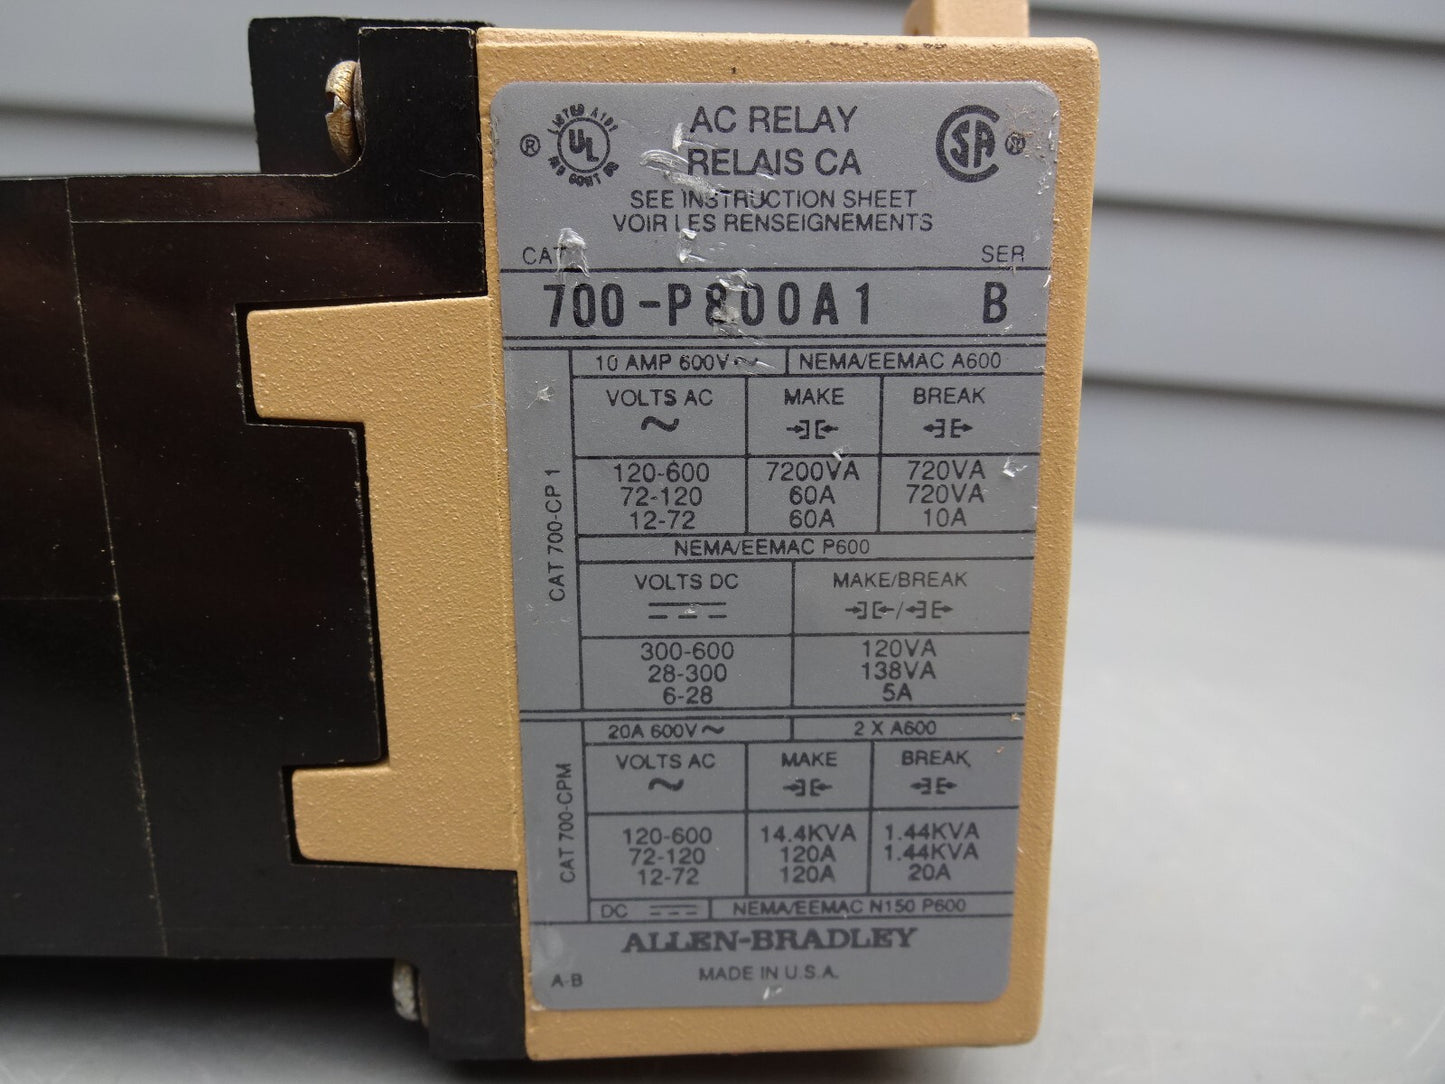 LISTED
UL
®
AC RELAY
RELAIS CA
SA
SEE INSTRUCTION SHEET
VOIR LES RENSEIGNEMENTS
CAT SER
700-P800A1 B
CAT 700-CP1
10 AMP 600V~ NEMA/EEMAC A600
VOLTS AC MAKE BREAK
~
120-600 7200VA 720VA
72-120 60A 720VA
12-72 60A 10A
NEMA/EEMAC P600
VOLTS DC MAKE/BREAK
/
300-600 120VA
28-300 138VA
6-28 5A
CAT 700-CPM
20A 600V~ 2 X A600
VOLTS AC MAKE BREAK
~
120-600 14.4KVA 1.44KVA
72-120 120A 1.44KVA
12-72 120A 20A
DC NEMA/EEMAC N150 P600
ALLEN-BRADLEY
A-B MADE IN U.S.A.